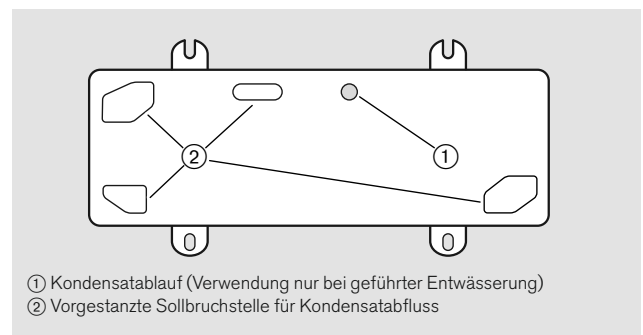 ②
①
① Kondensatablauf (Verwendung nur bei geführter Entwässerung)
② Vorgestanzte Sollbruchstelle für Kondensatabfluss